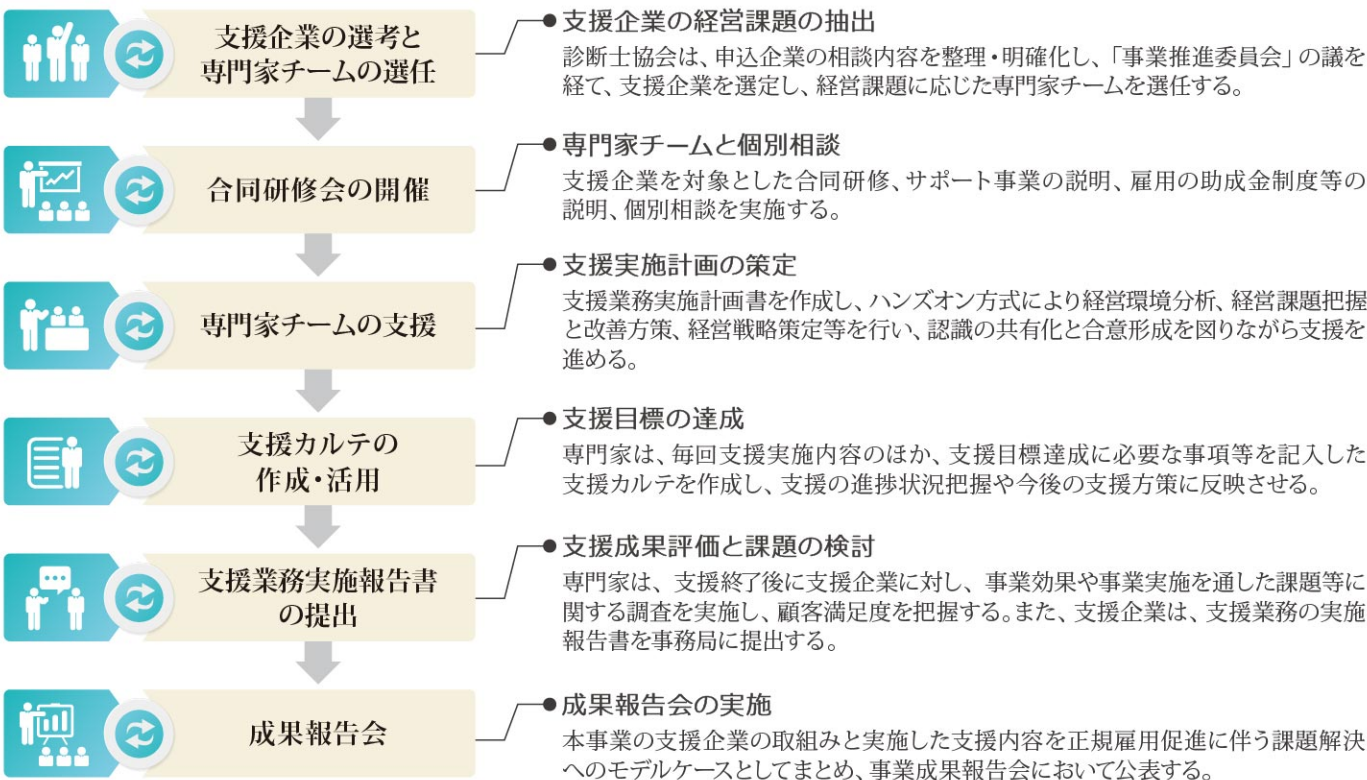 支援企業の選考と
専門家チームの選任
●支援企業の経営課題の抽出
診断士協会は、申込企業の相談内容を整理・明確化し、「事業推進委員会」の議を
経て、支援企業を選定し、経営課題に応じた専門家チームを選任する。
合同研修会の開催
●専門家チームと個別相談
支援企業を対象とした合同研修、サポート事業の説明、雇用の助成金制度等の
説明、個別相談を実施する。
専門家チームの支援
●支援実施計画の策定
支援業務実施計画書を作成し、ハンズオン方式により経営環境分析、経営課題把握
と改善方策、経営戦略策定等を行い、認識の共有化と合意形成を図りながら支援を
進める。
支援カルテの
作成・活用
●支援目標の達成
専門家は、毎回支援実施内容のほか、支援目標達成に必要な事項等を記入した
支援カルテを作成し、支援の進捗状況把握や今後の支援方策に反映させる。
支援業務実施報告書
の提出
●支援成果評価と課題の検討
専門家は、支援終了後に支援企業に対し、事業効果や事業実施を通した課題等に
関する調査を実施し、顧客満足度を把握する。また、支援企業は、支援業務の実施
報告書を事務局に提出する。
成果報告会
●成果報告会の実施
本事業の支援企業の取組みと実施した支援内容を正規雇用促進に伴う課題解決
へのモデルケースとしてまとめ、事業成果報告会において公表する。